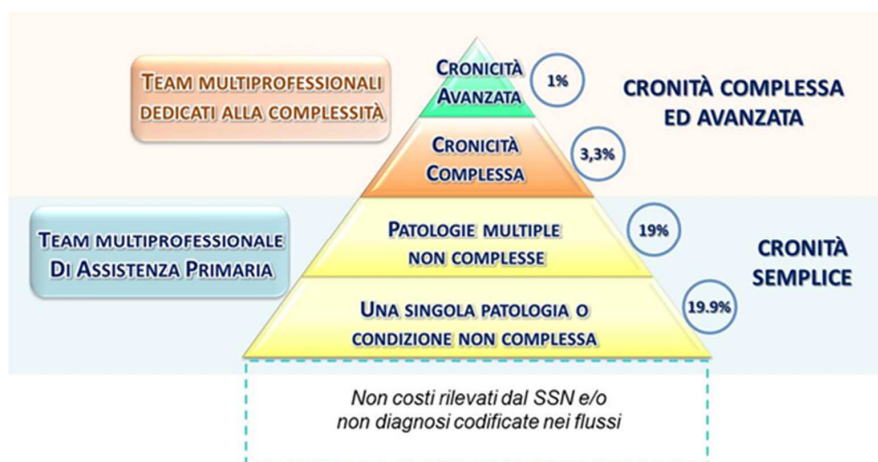 TEAM MULTIPROFESSIONALI
DEDICATI ALLA COMPLESSITÀ
CRONICITÀ
AVANZATA
1%
CRONITÀ COMPLESSA
ED AVANZATA
CRONICITÀ
COMPLESSA
3,3%
TEAM MULTIPROFESSIONALE
DI ASSISTENZA PRIMARIA
PATOLOGIE MULTIPLE
NON COMPLESSE
19%
CRONITÀ
SEMPLICE
UNA SINGOLA PATOLOGIA O
CONDIZIONE NON COMPLESSA
19.9%
Non costi rilevati dal SSN e/o
non diagnosi codificate nei flussi